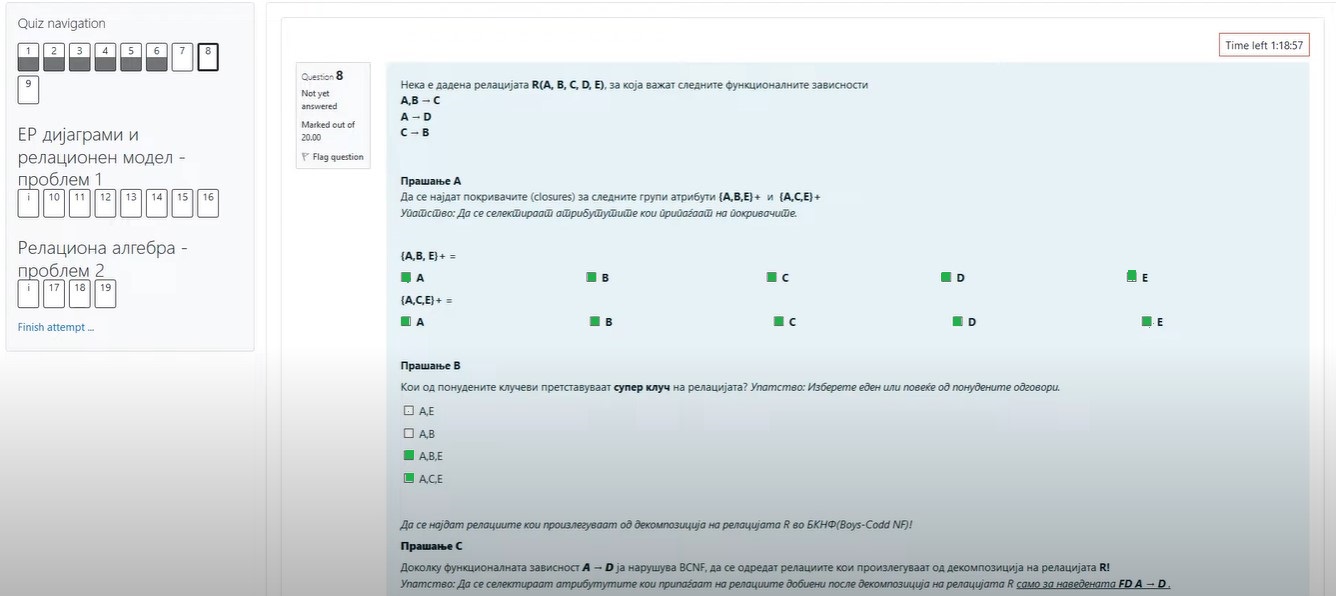 Quiz navigation
1 2 3 4 5 6 7 8
9
ЕР дијаграми и
релационен модел -
проблем 1
i 10 11 12 13 14 15 16
Релациона алгебра -
проблем 2
i 17 18 19
Finish attempt ...
Time left 1:18:57
Question 8
Not yet
answered
Marked out of
20.00
Flag question
Нека е дадена релацијата R(A, B, C, D, E), за која важат следните функционалните зависности
A,B → C
A → D
C → B
Прашање А
Да се најдат покривачите (closures) за следните групи атрибути {A,B,E}+ и {A,C,E}+
Упатство: Да се селектираат атрибутутите кои припаѓаат на покривачите.
{A,B, E}+ =
A B C D E
{A,C,E}+ =
A B C D E
Прашање B
Кои од понудените клучеви претставуваат супер клуч на релацијата? Упатство: Изберете еден или повеќе од понудените одговори.
A,E
A,B
A,B,E
A,C,E
Да се најдат релациите кои произлегуваат од декомпозиција на релацијата R во БКНФ(Boys-Codd NF)!
Прашање C
Доколку функционалната зависност A → D ја нарушува BCNF, да се одредат релациите кои произлегуваат од декомпозиција на релацијата R!
Упатство: Да се селектираат атрибутутите кои припаѓаат на релациите добиени после декомпозиција на релацијата R само за наведената FD A → D .